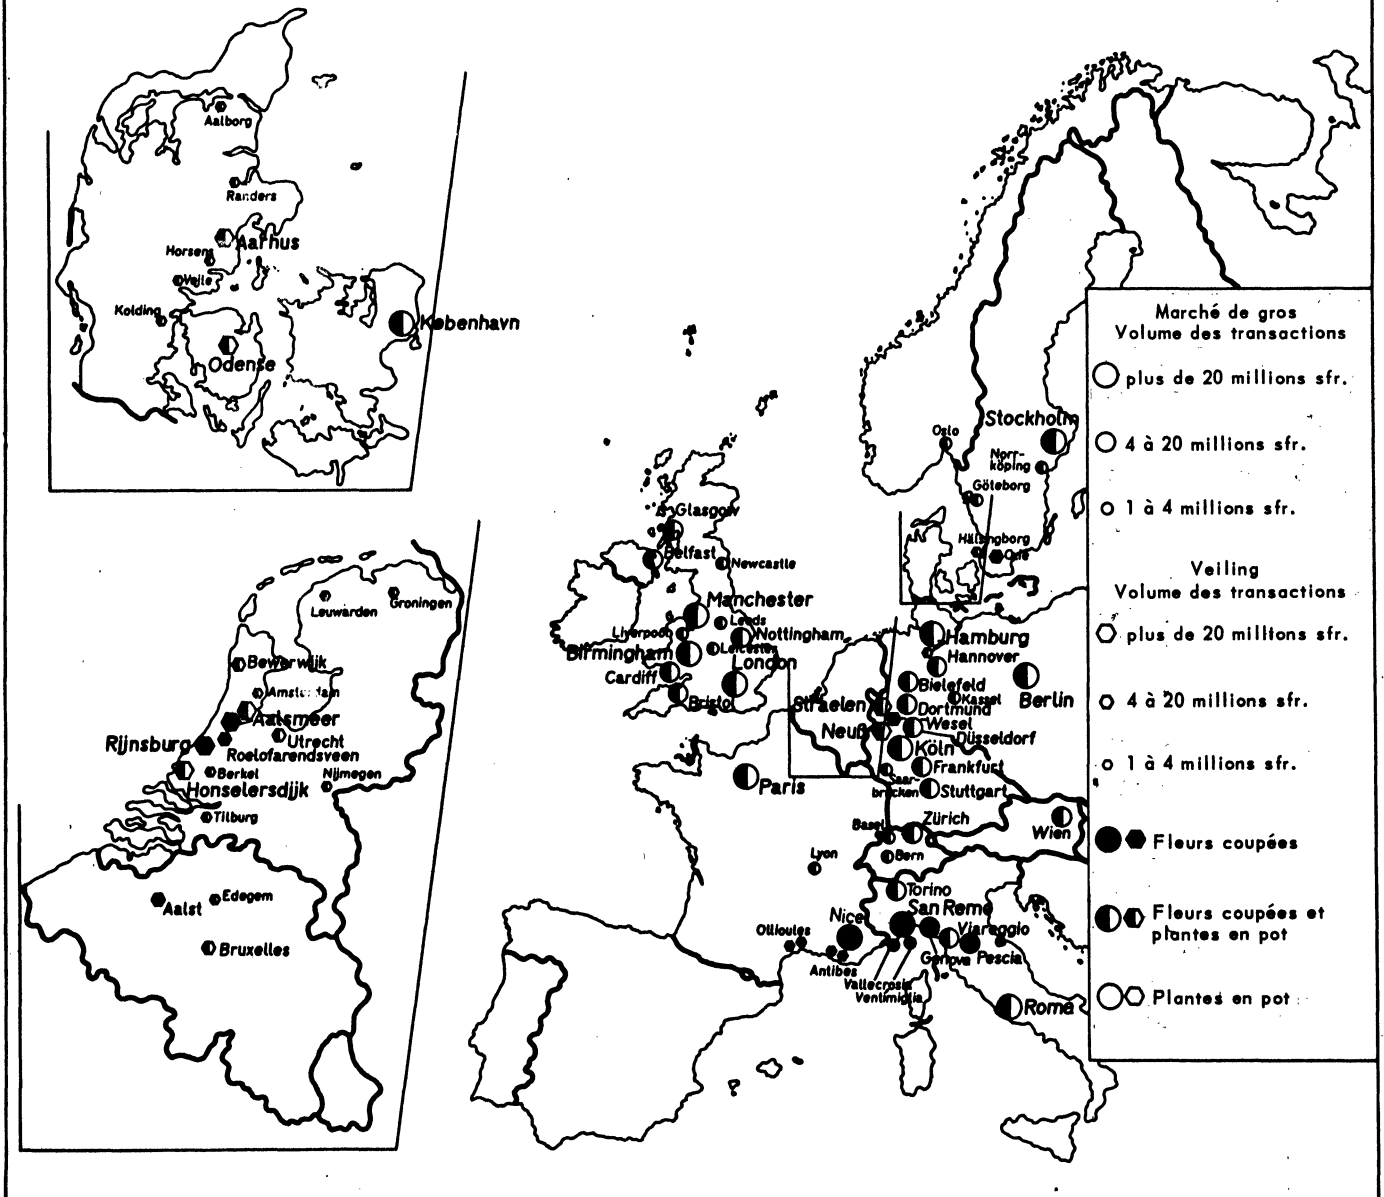 Aalborg
Randers
Aarhus
Horsens
Vejle
Kolding
København
Odense
Leuwarden
Groningen
Bewerwijk
Amsterdam
Aalsmeer
Rijnsburg
Utrecht
Roelofarendsveen
Berkel
Nijmegen
Honselersdijk
Tilburg
Aalst
Edegem
Bruxelles
Oslo
Stockholm
Norr-
köping
Göteborg
Hälsingborg
Glasgow
Belfast
Newcastle
Manchester
Leeds
Liverpool
Nottingham
Birmingham
Leicester
London
Cardiff
Bristol
Hamburg
Hannover
Berlin
Bielefeld
Kassel
Straelen
Dortmund
Neuß
Wesel
Düsseldorf
Köln
Frankfurt
Saar-
brücken
Stuttgart
Paris
Basel
Zürich
Wien
Bern
Lyon
Torino
Nice
San Remo
Ollioules
Viareggio
Genova
Pescia
Antibes
Vallecrosia
Ventimiglia
Roma
Marché de gros
Volume des transactions
plus de 20 millions sfr.
4 à 20 millions sfr.
1 à 4 millions sfr.
Veiling
Volume des transactions
plus de 20 millions sfr.
4 à 20 millions sfr.
1 à 4 millions sfr.
Fleurs coupées
Fleurs coupées et
plantes en pot
Plantes en pot